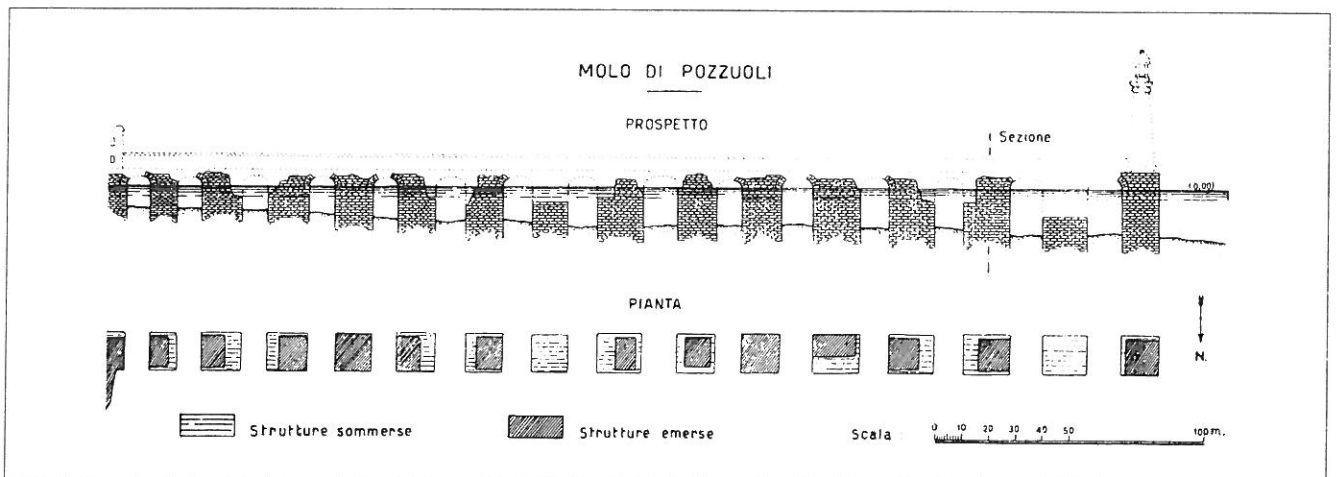 MOLO DI POZZUOLI
PROSPETTO
Sezione
(0,00)
PIANTA
N.
Strutture sommerse
Strutture emerse
Scala
0 10 20 30 40 50 100 m.